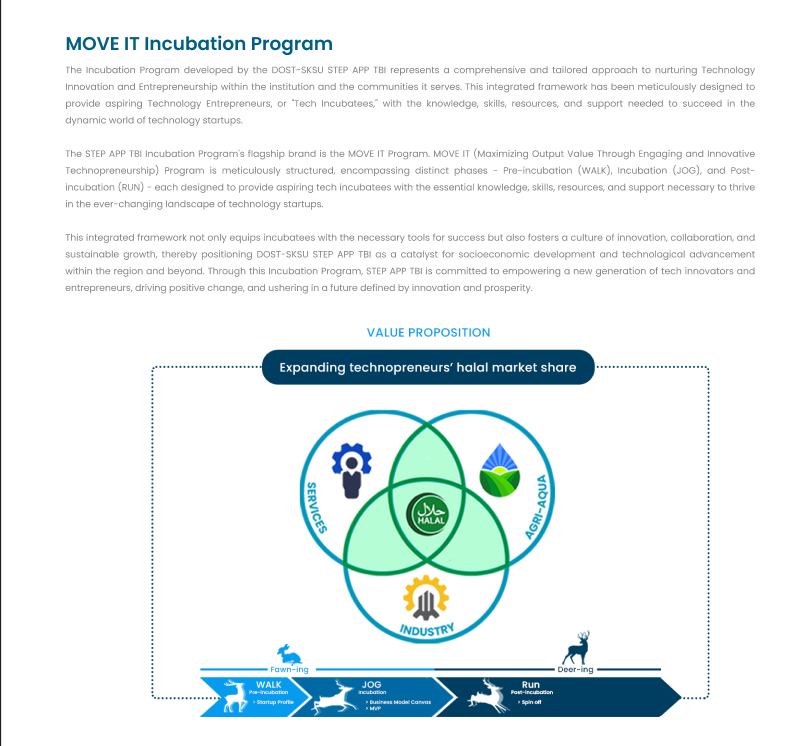 MOVE IT Incubation Program
The Incubation Program developed by the DOST-SKSU STEP APP TBI represents a comprehensive and tailored approach to nurturing Technology
Innovation and Entrepreneurship within the institution and the communities it serves. This integrated framework has been meticulously designed to
provide aspiring Technology Entrepreneurs, or "Tech Incubatees," with the knowledge, skills, resources, and support needed to succeed in the
dynamic world of technology startups.
The STEP APP TBI Incubation Program's flagship brand is the MOVE IT Program. MOVE IT (Maximizing Output Value Through Engaging and Innovative
Technopreneurship) Program is meticulously structured, encompassing distinct phases - Pre-incubation (WALK), Incubation (JOG), and Post-
incubation (RUN) - each designed to provide aspiring tech incubatees with the essential knowledge, skills, resources, and support necessary to thrive
in the ever-changing landscape of technology startups.
This integrated framework not only equips incubatees with the necessary tools for success but also fosters a culture of innovation, collaboration, and
sustainable growth, thereby positioning DOST-SKSU STEP APP TBI as a catalyst for socioeconomic development and technological advancement
within the region and beyond. Through this Incubation Program, STEP APP TBI is committed to empowering a new generation of tech innovators and
entrepreneurs, driving positive change, and ushering in a future defined by innovation and prosperity.
VALUE PROPOSITION
Expanding technopreneurs' halal market share
SERVICES
AGRI-AQUA
حلال
HALAL
INDUSTRY
Fawn-ing
Deer-ing
WALK
Pre-incubation
> Startup Profile
JOG
Incubation
> Business Model Canvas
> MVP
Run
Post-incubation
> Spin off